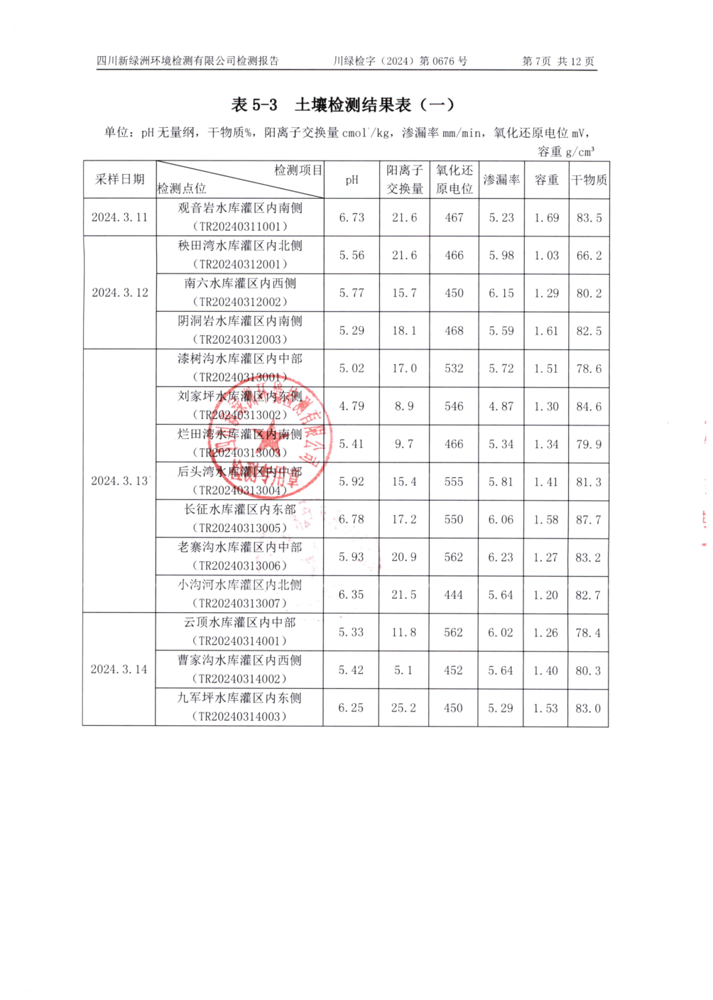 四川新绿洲环境检测有限公司检测报告 川绿检字（2024）第 0676 号 第 7页 共 12 页
表 5-3 土壤检测结果表（一）
单位：pH 无量纲，干物质%，阳离子交换量 cmol⁺/kg，渗漏率 mm/min，氧化还原电位 mV，
容重 g/cm³
采样日期 检测项目 检测点位 pH 阳离子交换量 氧化还原电位 渗漏率 容重 干物质
2024.3.11 观音岩水库灌区内南侧（TR20240311001） 6.73 21.6 467 5.23 1.69 83.5
2024.3.12 秧田湾水库灌区内北侧（TR20240312001） 5.56 21.6 466 5.98 1.03 66.2
南六水库灌区内西侧（TR20240312002） 5.77 15.7 450 6.15 1.29 80.2
阴洞岩水库灌区内南侧（TR20240312003） 5.29 18.1 468 5.59 1.61 82.5
2024.3.13 漆树沟水库灌区内中部（TR20240313001） 5.02 17.0 532 5.72 1.51 78.6
刘家坪水库灌区内东侧（TR20240313002） 4.79 8.9 546 4.87 1.30 84.6
烂田湾水库灌区内南侧（TR20240313003） 5.41 9.7 466 5.34 1.34 79.9
后头湾水库灌区内中部（TR20240313004） 5.92 15.4 555 5.81 1.41 81.3
长征水库灌区内东部（TR20240313005） 6.78 17.2 550 6.06 1.58 87.7
老寨沟水库灌区内中部（TR20240313006） 5.93 20.9 562 6.23 1.27 83.2
小沟河水库灌区内北侧（TR20240313007） 6.35 21.5 444 5.64 1.20 82.7
2024.3.14 云顶水库灌区内中部（TR20240314001） 5.33 11.8 562 6.02 1.26 78.4
曹家沟水库灌区内西侧（TR20240314002） 5.42 5.1 452 5.64 1.40 80.3
九军坪水库灌区内东侧（TR20240314003） 6.25 25.2 450 5.29 1.53 83.0
四川新绿洲环境检测有限公司
检测专用章